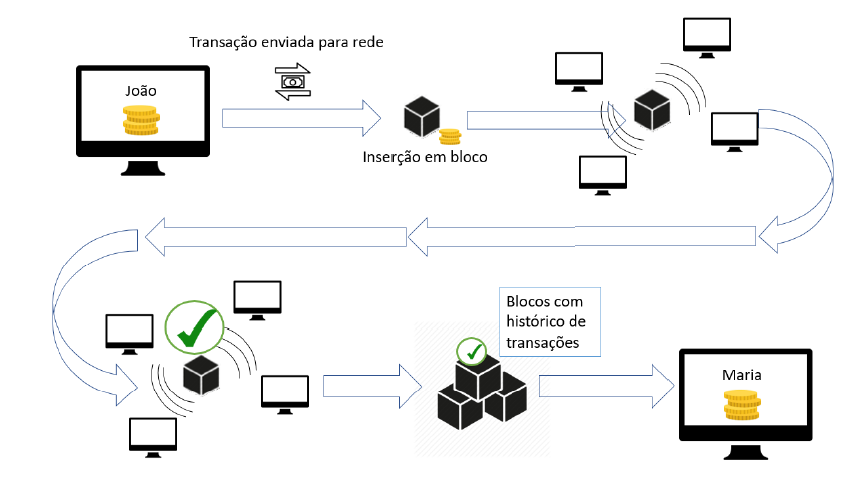 Transação enviada para rede
João
Inserção em bloco
Blocos com
histórico de
transações
Maria